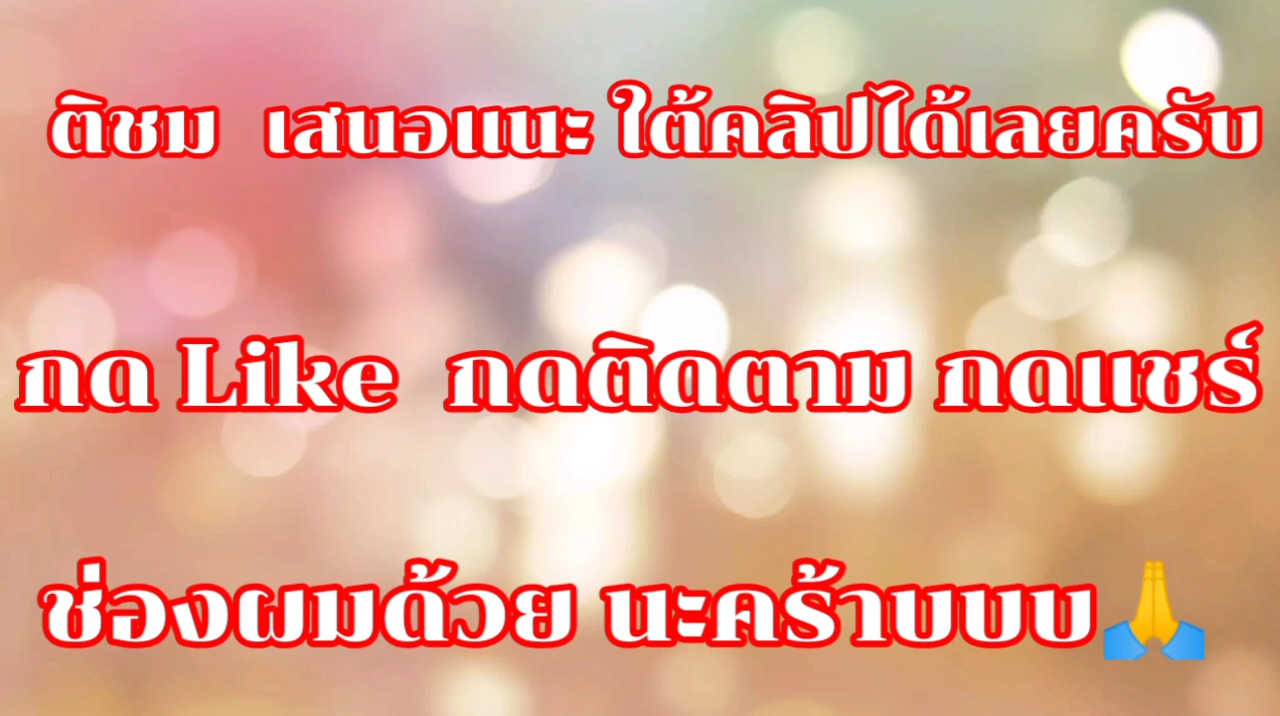 ติชม เสนอแนะ ใต้คลิปได้เลยครับ
กด Like กดติดตาม กดแชร์
ช่องผมด้วย นะคร้าบบบ🙏